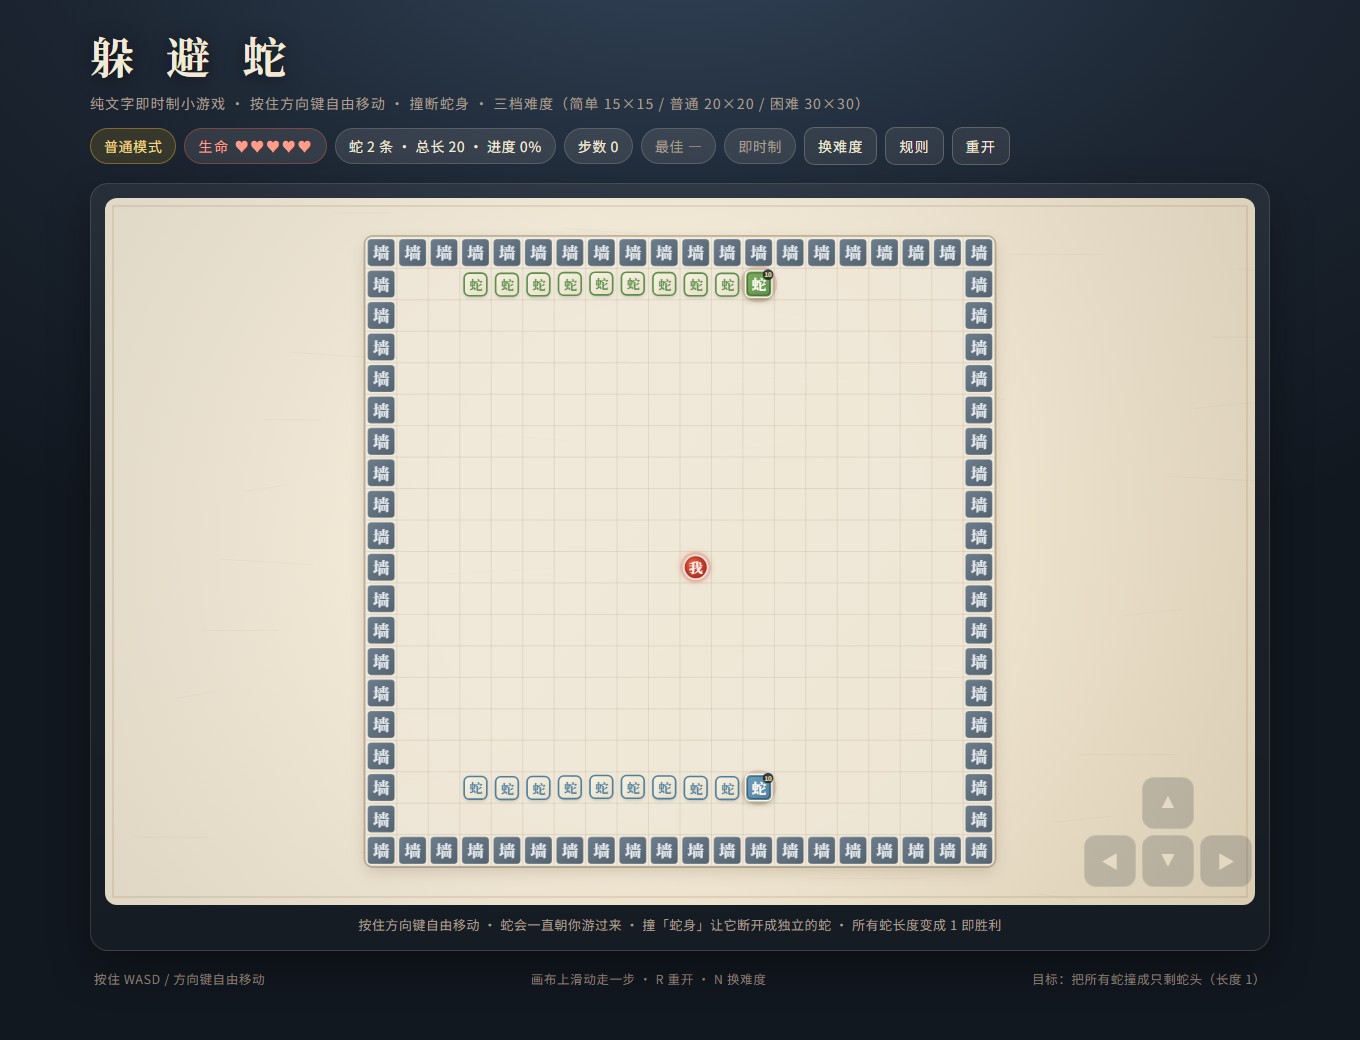 躲避蛇
纯文字即时制小游戏 · 按住方向键自由移动 · 撞断蛇身 · 三档难度（简单 15×15 / 普通 20×20 / 困难 30×30）
普通模式 生命 ♥♥♥♥♥ 蛇 2 条 · 总长 20 · 进度 0% 步数 0 最佳 — 即时制 换难度 规则 重开
墙 墙 墙 墙 墙 墙 墙 墙 墙 墙 墙 墙 墙 墙 墙 墙 墙 墙 墙 墙
墙 蛇 蛇 蛇 蛇 蛇 蛇 蛇 蛇 蛇 蛇 10 墙
墙 墙
墙 墙
墙 墙
墙 墙
墙 墙
墙 墙
墙 墙
墙 墙
墙 我 墙
墙 墙
墙 墙
墙 墙
墙 墙
墙 墙
墙 墙
墙 蛇 蛇 蛇 蛇 蛇 蛇 蛇 蛇 蛇 蛇 10 墙
墙 墙
墙 墙 墙 墙 墙 墙 墙 墙 墙 墙 墙 墙 墙 墙 墙 墙 墙 墙 墙 墙
▲
◀ ▼ ▶
按住方向键自由移动 · 蛇会一直朝你游过来 · 撞「蛇身」让它断开成独立的蛇 · 所有蛇长度变成 1 即胜利
按住 WASD / 方向键自由移动 画布上滑动走一步 · R 重开 · N 换难度 目标：把所有蛇撞成只剩蛇头（长度 1）